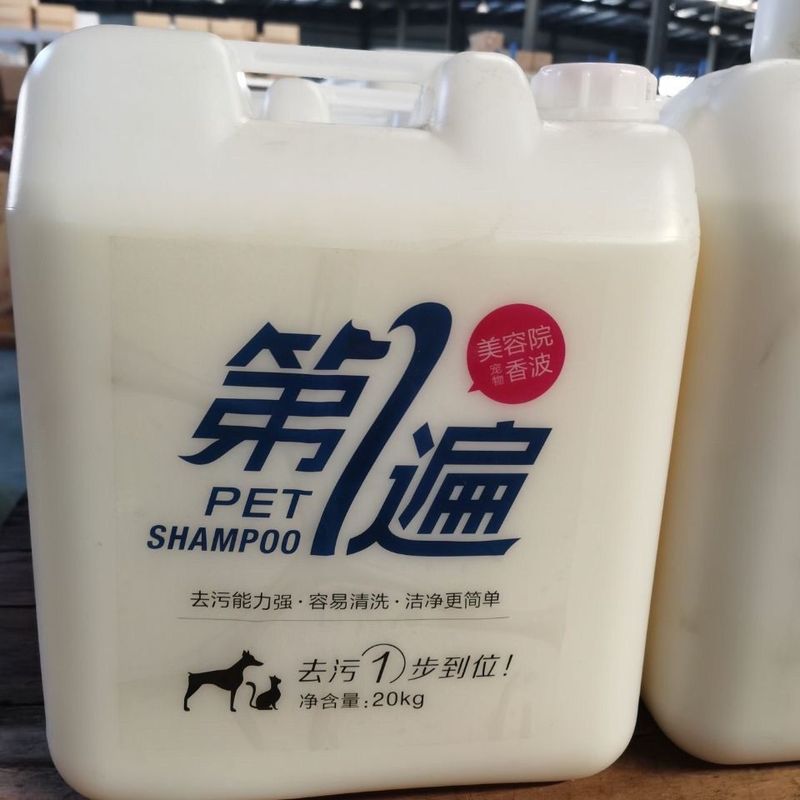 第1遍
美容院
宠物香波
PET
SHAMPOO
去污能力强·容易清洗·洁净更简单
去污1步到位!
净含量:20kg